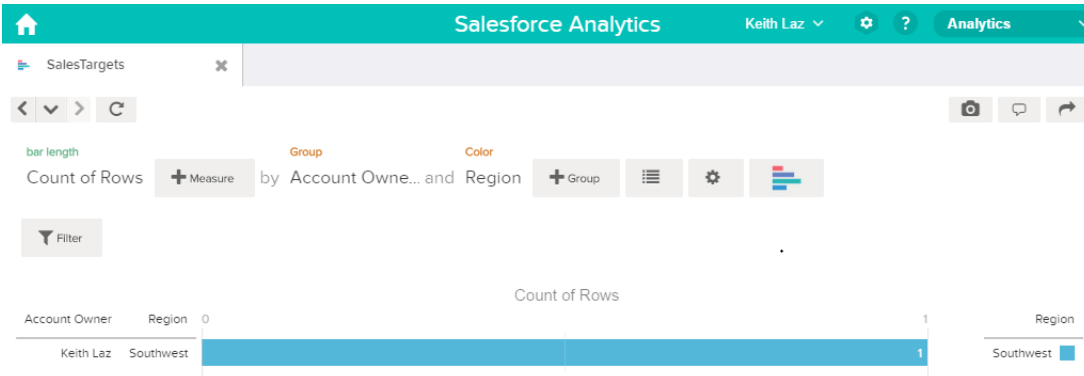 Salesforce Analytics Keith Laz ? Analytics
SalesTargets
bar length Group Color
Count of Rows + Measure by Account Owne... and Region + Group
Filter
Count of Rows
Account Owner Region 0 1 Region
Keith Laz Southwest 1 Southwest